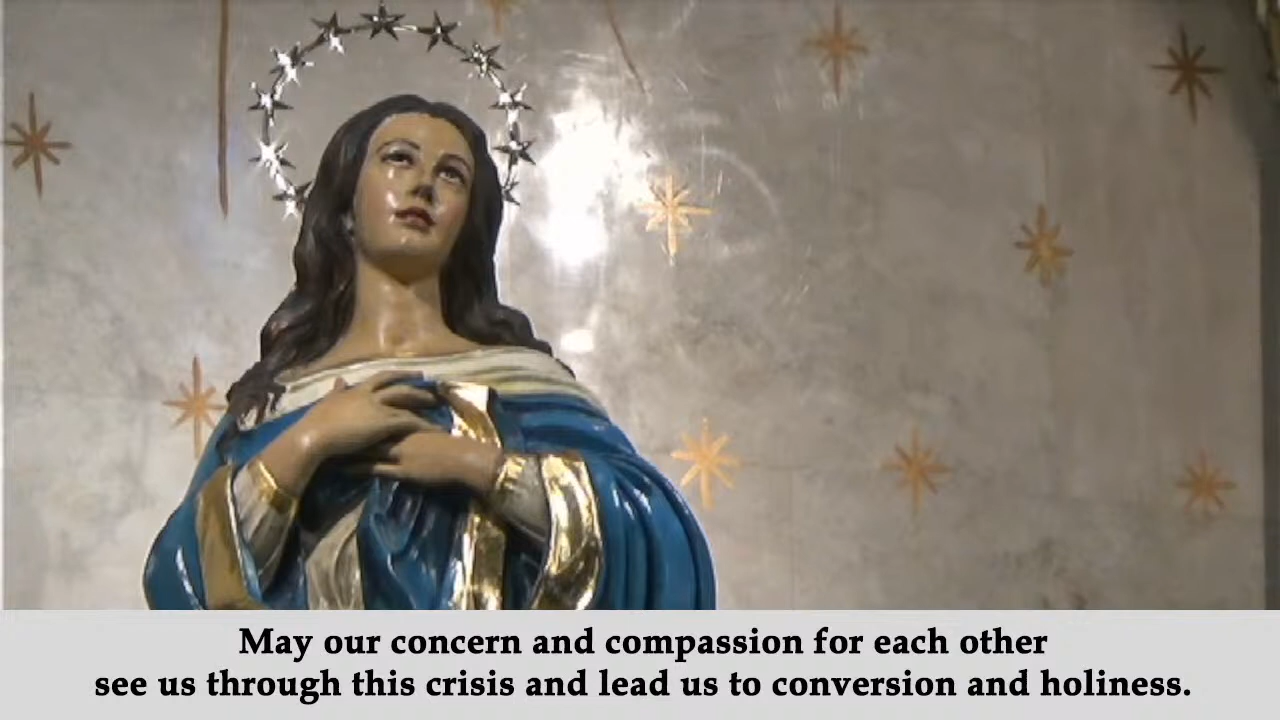 May our concern and compassion for each other
see us through this crisis and lead us to conversion and holiness.